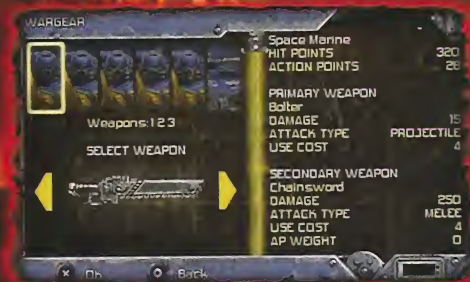 WARGEAR
Weapons:1 2 3
SELECT WEAPON
Ok
Back
Space Marine
HIT POINTS 320
ACTION POINTS 28
PRIMARY WEAPON
Bolter
DAMAGE 15
ATTACK TYPE PROJECTILE
USE COST 4
SECONDARY WEAPON
Chainsword
DAMAGE 250
ATTACK TYPE MELEE
USE COST 4
AP WEIGHT 0